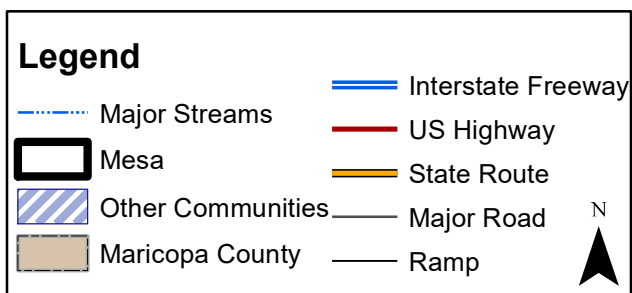 Legend
Major Streams
Mesa
Other Communities
Maricopa County
Interstate Freeway
US Highway
State Route
Major Road
Ramp
N